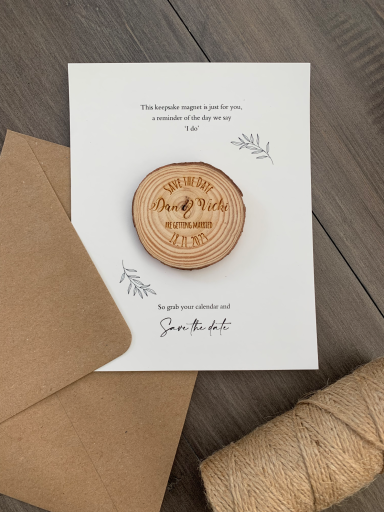 This keepsake magnet is just for you,
a reminder of the day we say
'I do'
SAVE THE DATE
Dan & Vicki
ARE GETTING MARRIED
So grab your calendar and
Save the date